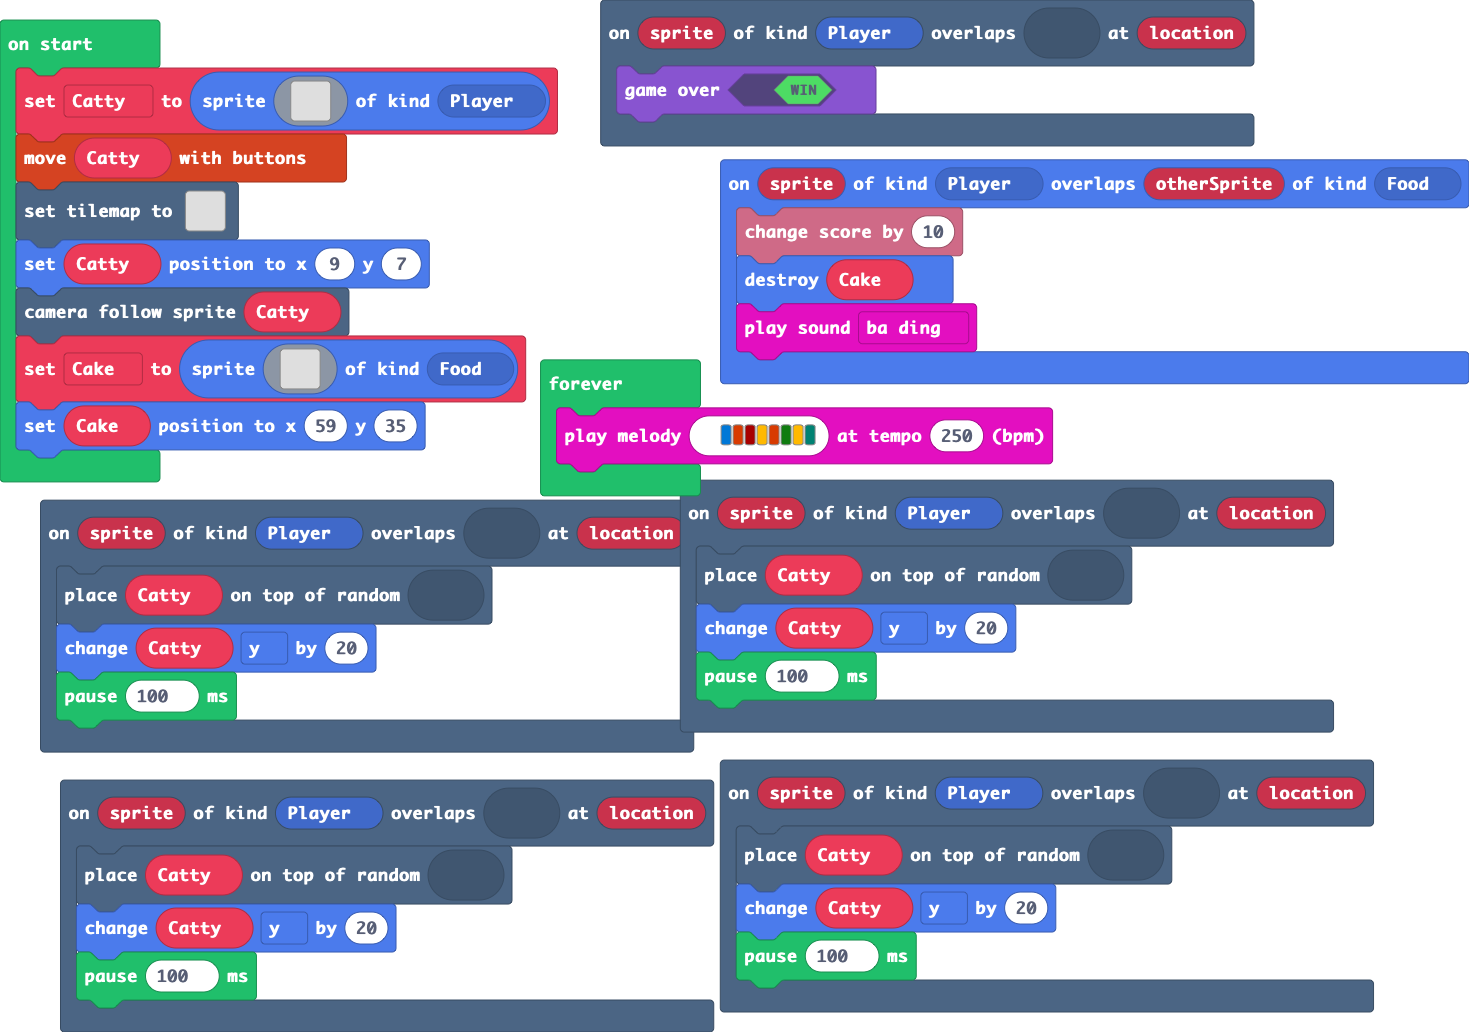 on start
set Catty to sprite of kind Player
move Catty with buttons
set tilemap to
set Catty position to x 9 y 7
camera follow sprite Catty
set Cake to sprite of kind Food
set Cake position to x 59 y 35
on sprite of kind Player overlaps at location
game over WIN
on sprite of kind Player overlaps otherSprite of kind Food
change score by 10
destroy Cake
play sound ba ding
forever
play melody at tempo 250 (bpm)
on sprite of kind Player overlaps at location
place Catty on top of random
change Catty y by 20
pause 100 ms
on sprite of kind Player overlaps at location
place Catty on top of random
change Catty y by 20
pause 100 ms
on sprite of kind Player overlaps at location
place Catty on top of random
change Catty y by 20
pause 100 ms
on sprite of kind Player overlaps at location
place Catty on top of random
change Catty y by 20
pause 100 ms